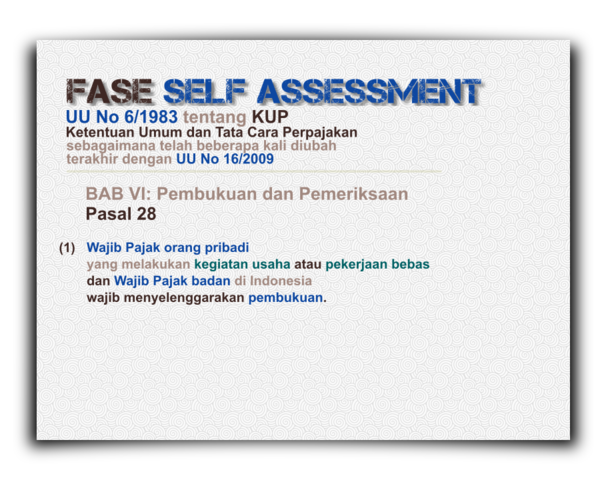 FASE SELF ASSESSMENT
UU No 6/1983 tentang KUP
Ketentuan Umum dan Tata Cara Perpajakan
sebagaimana telah beberapa kali diubah
terakhir dengan UU No 16/2009
BAB VI: Pembukuan dan Pemeriksaan
Pasal 28
(1) Wajib Pajak orang pribadi
yang melakukan kegiatan usaha atau pekerjaan bebas
dan Wajib Pajak badan di Indonesia
wajib menyelenggarakan pembukuan.